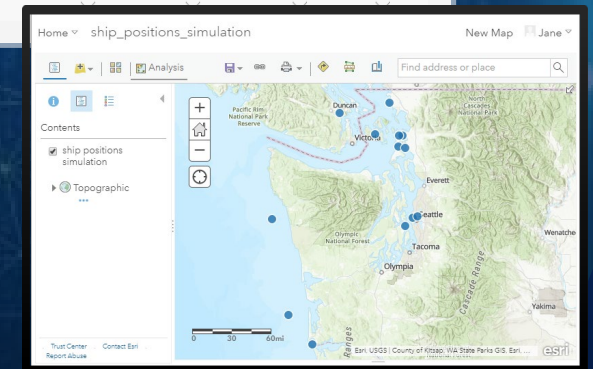 Home ship_positions_simulation New Map Jane
Analysis Find address or place
Contents
ship positions
simulation
Topographic
Trust Center Contact Esri
Report Abuse
Pacific Rim
National Park
Reserve
Duncan
North
Cascades
National Park
Victoria
Everett
Seattle
Olympic
National Forest
Tacoma
Olympia
Wenatche
Cascade Range
Yakima
Ranges
0 30 60mi
Esri, USGS | County of Kitsap, WA State Parks GIS, Esri, ...
esri